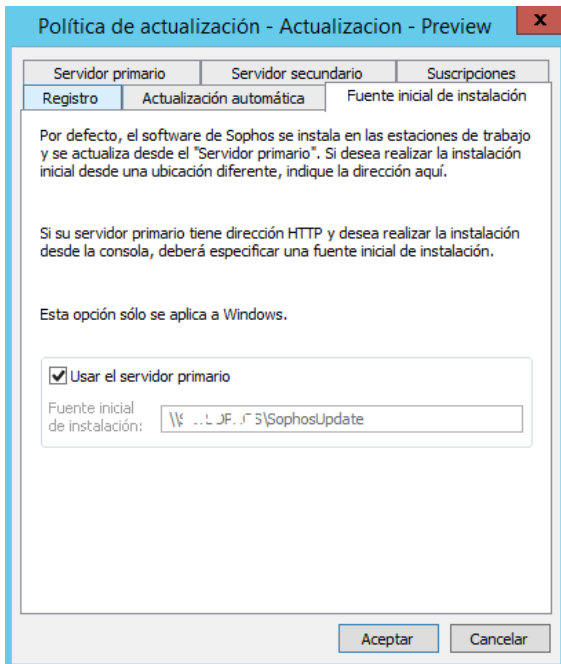 Política de actualización - Actualizacion - Preview
x
Servidor primario
Servidor secundario
Suscripciones
Registro
Actualización automática
Fuente inicial de instalación
Por defecto, el software de Sophos se instala en las estaciones de trabajo
y se actualiza desde el "Servidor primario". Si desea realizar la instalación
inicial desde una ubicación diferente, indique la dirección aquí.
Si su servidor primario tiene dirección HTTP y desea realizar la instalación
desde la consola, deberá especificar una fuente inicial de instalación.
Esta opción sólo se aplica a Windows.
Usar el servidor primario
Fuente inicial
de instalación:
\SophosUpdate
Aceptar
Cancelar